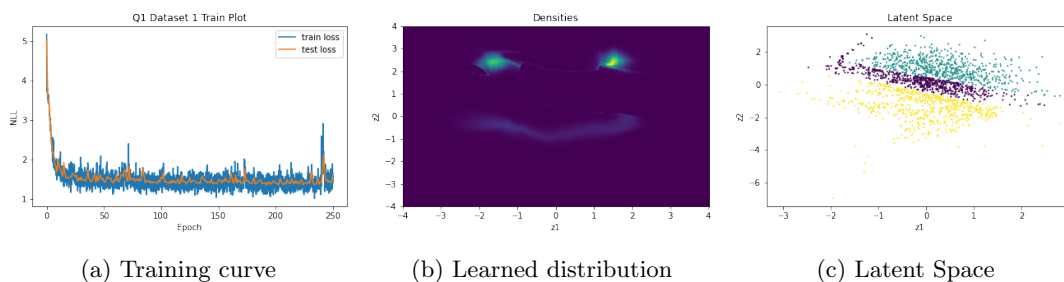 Q1 Dataset 1 Train Plot
train loss
test loss
NLL
5
4
3
2
1
0
50
100
150
200
250
Epoch
Densities
z2
4
3
2
1
0
−1
−2
−3
−4
−4
−3
−2
−1
0
1
2
3
4
z1
Latent Space
z2
2
0
−2
−4
−6
−3
−2
−1
0
1
2
z1
(a) Training curve
(b) Learned distribution
(c) Latent Space